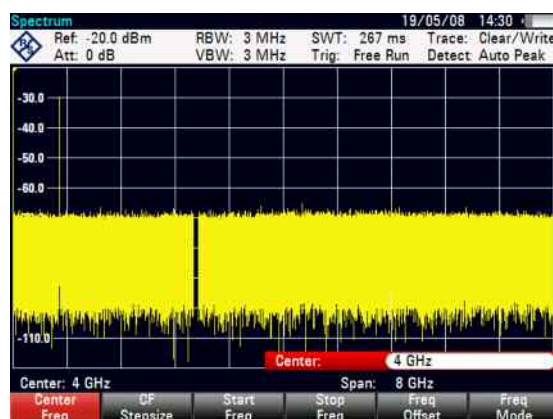 Spectrum 19/05/08 14:30
Ref: -20.0 dBm RBW: 3 MHz SWT: 267 ms Trace: Clear/Write
Att: 0 dB VBW: 3 MHz Trig: Free Run Detect: Auto Peak
-30.0
-40.0
-50.0
-60.0
-110.0
Center: 4 GHz
Center: 4 GHz Span: 8 GHz
Center Freq CF Stepsize Start Freq Stop Freq Freq Offset Freq Mode